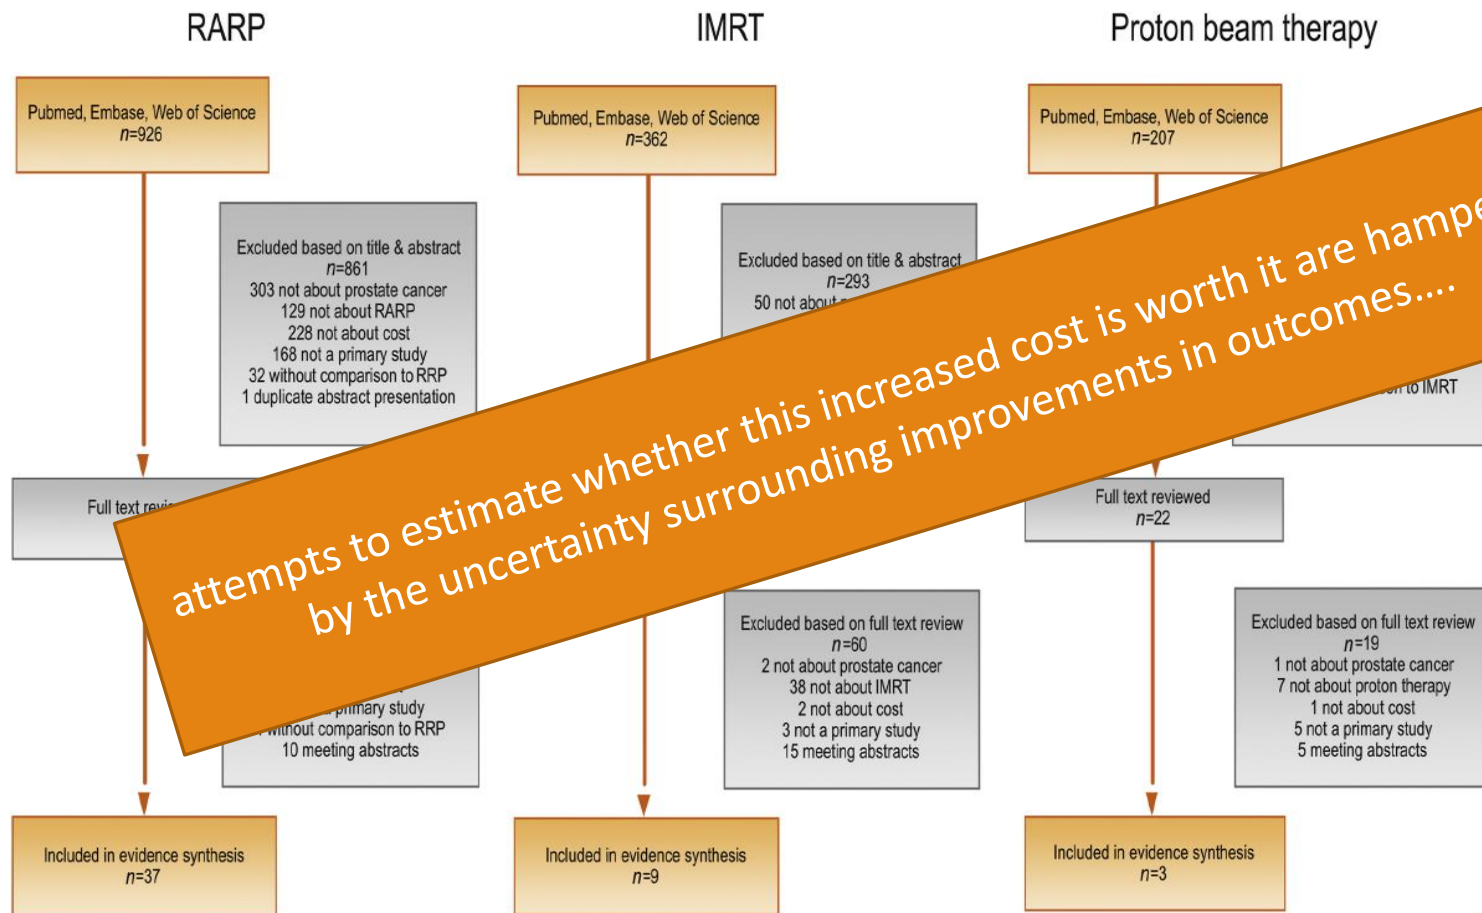 RARP
Pubmed, Embase, Web of Science
n=926
Excluded based on title & abstract
n=861
303 not about prostate cancer
129 not about RARP
228 not about cost
168 not a primary study
32 without comparison to RRP
1 duplicate abstract presentation
Full text
primary study
without comparison to RRP
10 meeting abstracts
Included in evidence synthesis
n=37
IMRT
Pubmed, Embase, Web of Science
n=362
Excluded based on title & abstract
n=293
50 not about
Excluded based on full text review
n=60
2 not about prostate cancer
38 not about IMRT
2 not about cost
3 not a primary study
15 meeting abstracts
Included in evidence synthesis
n=9
Proton beam therapy
Pubmed, Embase, Web of Science
n=207
to IMRT
Full text reviewed
n=22
Excluded based on full text review
n=19
1 not about prostate cancer
7 not about proton therapy
1 not about cost
5 not a primary study
5 meeting abstracts
Included in evidence synthesis
n=3
attempts to estimate whether this increased cost is worth it are hampe
by the uncertainty surrounding improvements in outcomes....